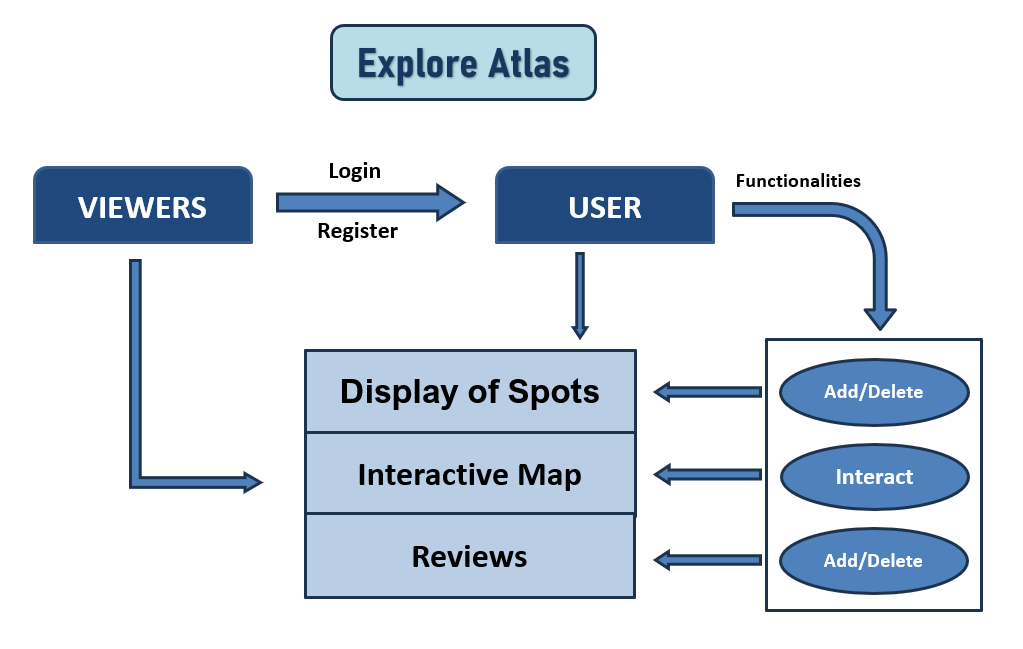 Explore Atlas
VIEWERS
Login
Register
USER
Functionalities
Display of Spots
Add/Delete
Interactive Map
Interact
Reviews
Add/Delete